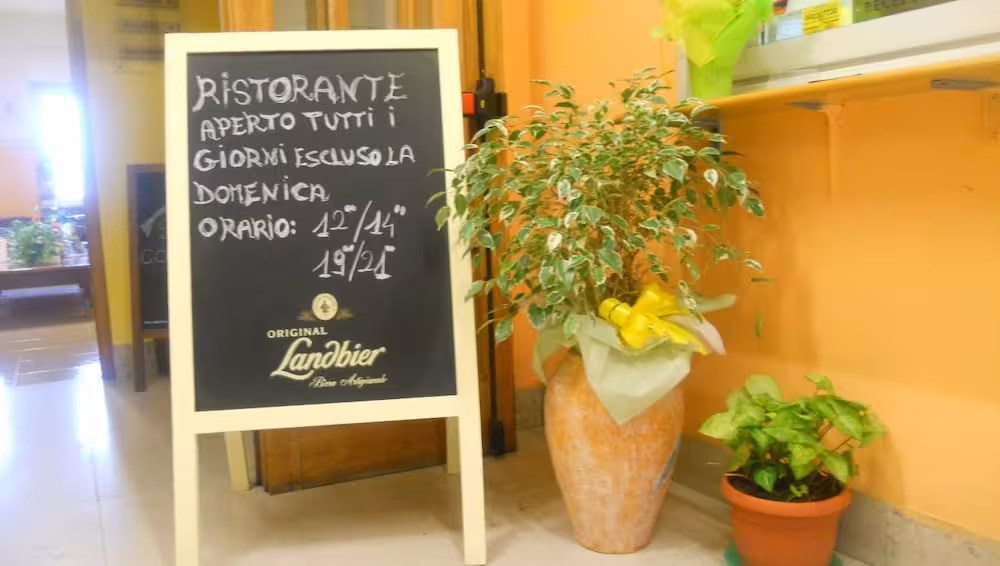 RISTORANTE
APERTO TUTTI i
GIORNI ESCLUSO LA
DOMENICA
ORARIO: 12°°/14°°
19°°/21°°
ORIGINAL
Landbier
Birra Artigianale